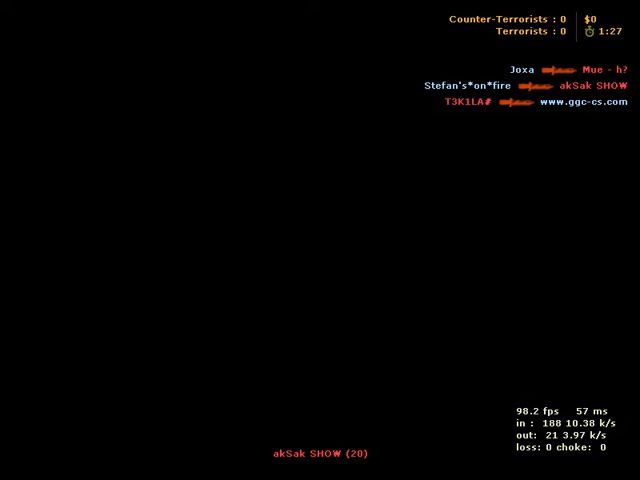 Counter-Terrorists : 0 $0
Terrorists : 0 1:27
Joxa Mue - h?
Stefan's*on*fire akSak SHOW
T3K1LA# www.ggc-cs.com
98.2 fps 57 ms
in : 188 10.38 k/s
out: 21 3.97 k/s
loss: 0 choke: 0
akSak SHOW (20)